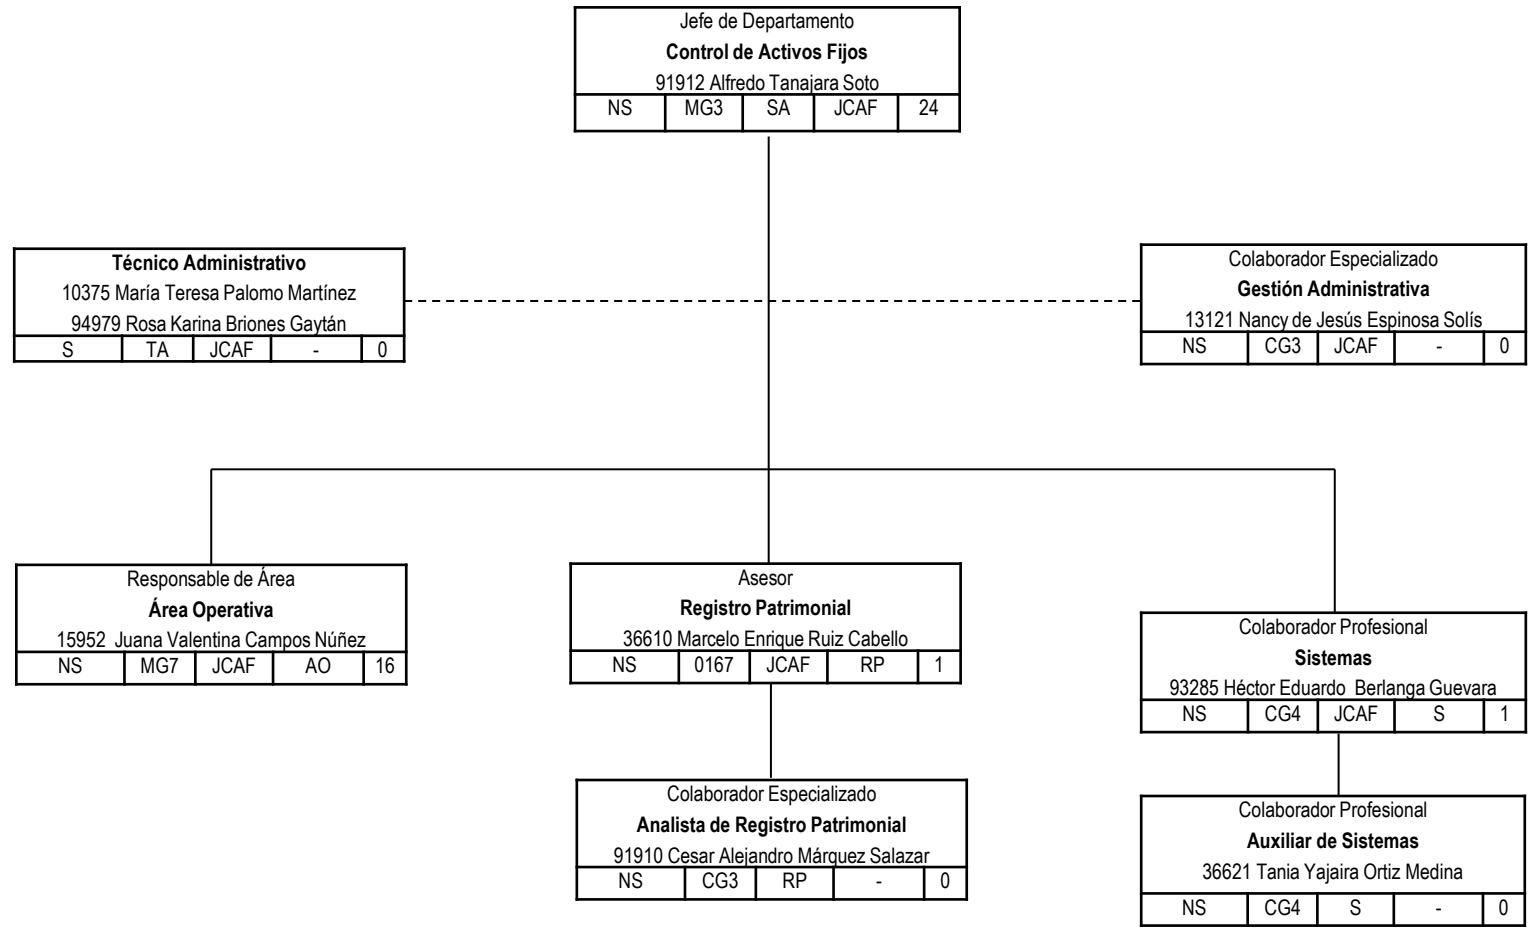 Jefe de Departamento
Control de Activos Fijos
91912 Alfredo Tanajara Soto
NS MG3 SA JCAF 24
Técnico Administrativo
10375 María Teresa Palomo Martínez
94979 Rosa Karina Briones Gaytán
S TA JCAF - 0
Colaborador Especializado
Gestión Administrativa
13121 Nancy de Jesús Espinosa Solís
NS CG3 JCAF - 0
Responsable de Área
Área Operativa
15952 Juana Valentina Campos Núñez
NS MG7 JCAF AO 16
Asesor
Registro Patrimonial
36610 Marcelo Enrique Ruiz Cabello
NS 0167 JCAF RP 1
Colaborador Profesional
Sistemas
93285 Héctor Eduardo Berlanga Guevara
NS CG4 JCAF S 1
Colaborador Especializado
Analista de Registro Patrimonial
91910 Cesar Alejandro Márquez Salazar
NS CG3 RP - 0
Colaborador Profesional
Auxiliar de Sistemas
36621 Tania Yajaira Ortiz Medina
NS CG4 S - 0